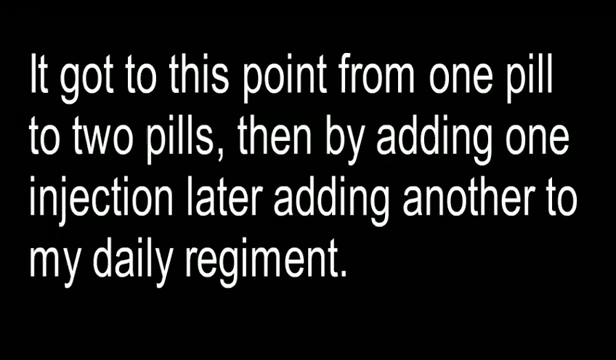 It got to this point from one pill
to two pills, then by adding one
injection later adding another to
my daily regiment.